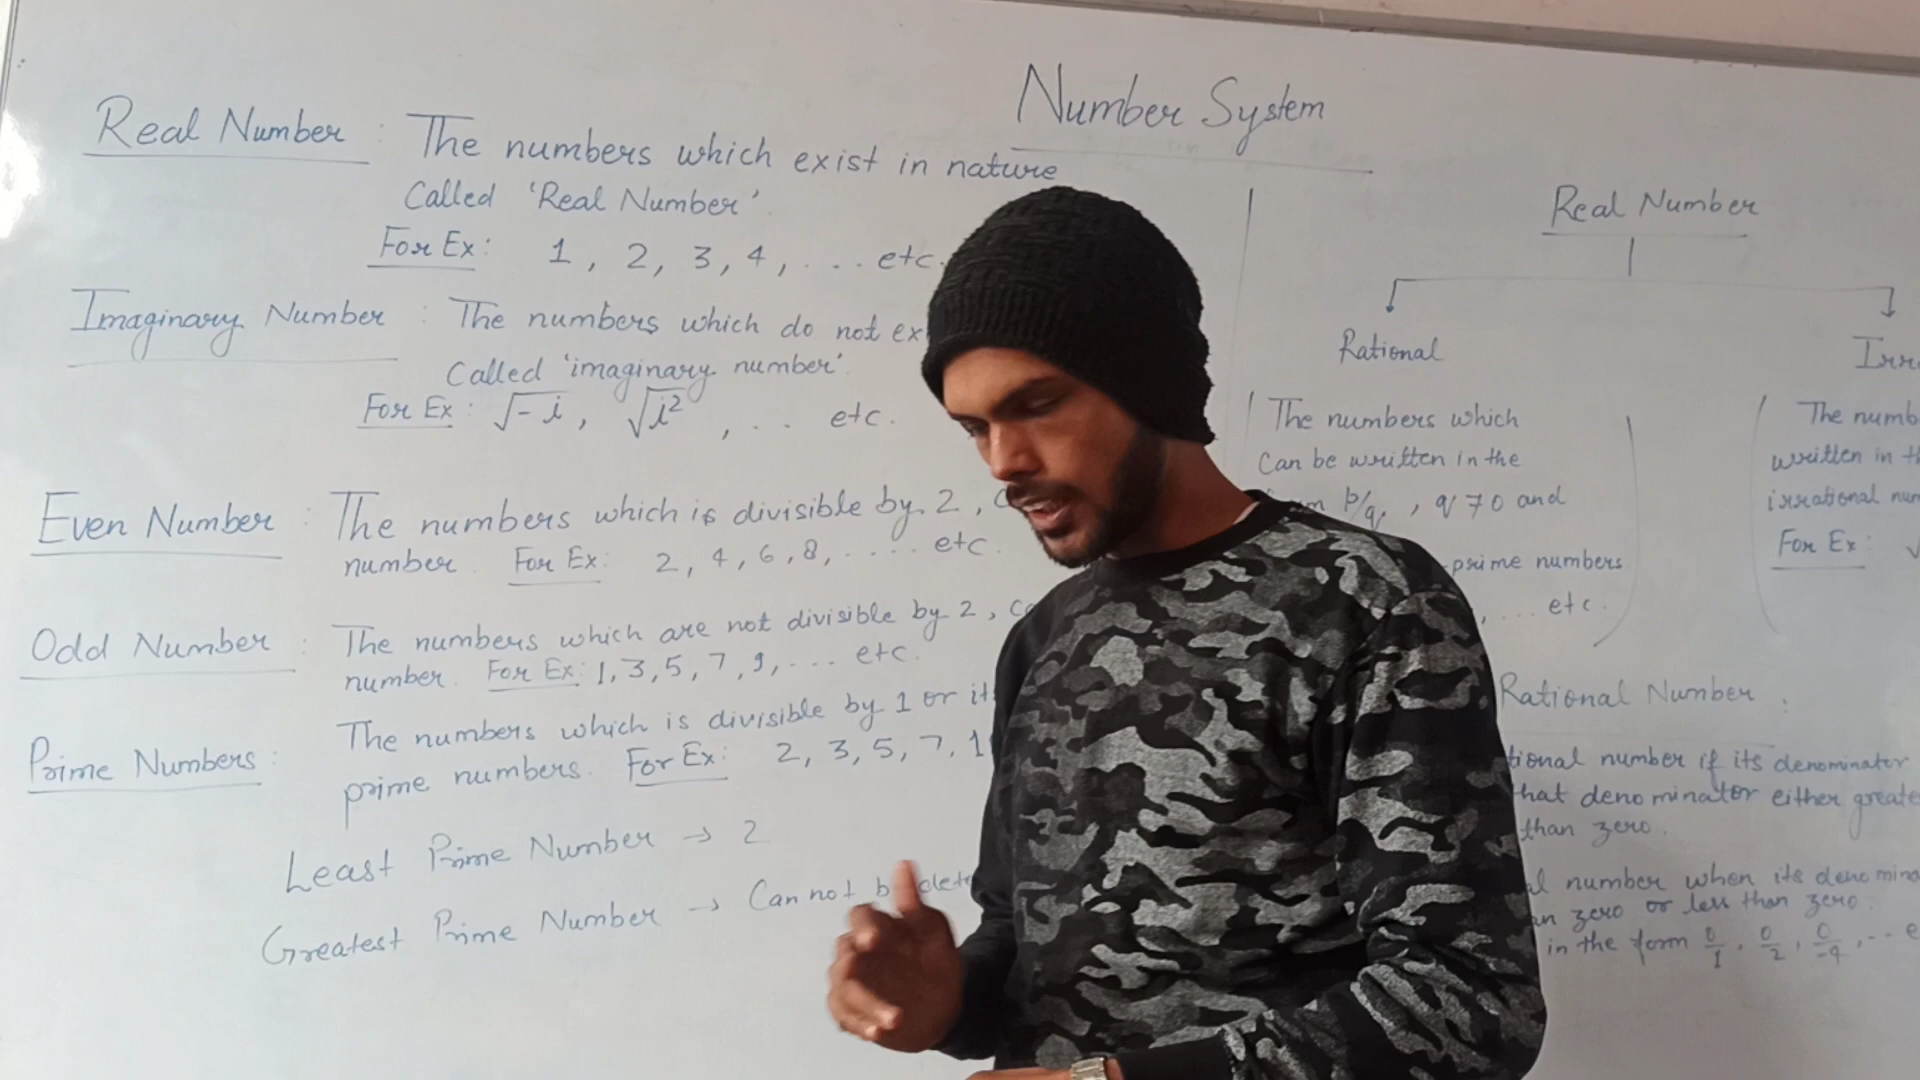 Number System
Real Number : The numbers which exist in nature
Called 'Real Number'.
For Ex: 1, 2, 3, 4, ... etc.
Imaginary Number : The numbers which do not
Called 'imaginary number'.
For Ex: √-i, √i², .. etc.
Even Number : The numbers which is divisible by 2,
number. For Ex: 2, 4, 6, 8, .... etc.
Odd Number : The numbers which are not divisible by 2,
number. For Ex: 1, 3, 5, 7, 9, ... etc.
Prime Numbers : The numbers which is divisible by 1 or
prime numbers. For Ex: 2, 3, 5, 7,
Least Prime Number → 2
Greatest Prime Number → Can not
Real Number
Rational
The numbers which
Can be written in the
p/q, q≠0 and
prime numbers
, ... etc.
The
written in
irrational
For Ex:
Rational Number :
number if its denominator
that denominator either
than zero.
number when its
zero or less than zero.
in the form 0/1, 0/2, 0/-4, ..